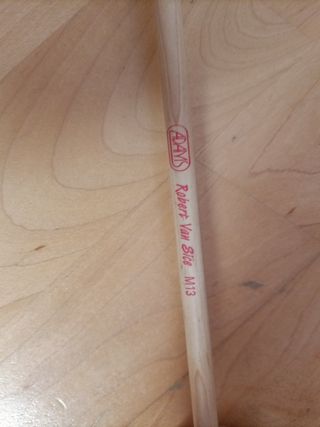 ADAMS Robert Van Sice M13